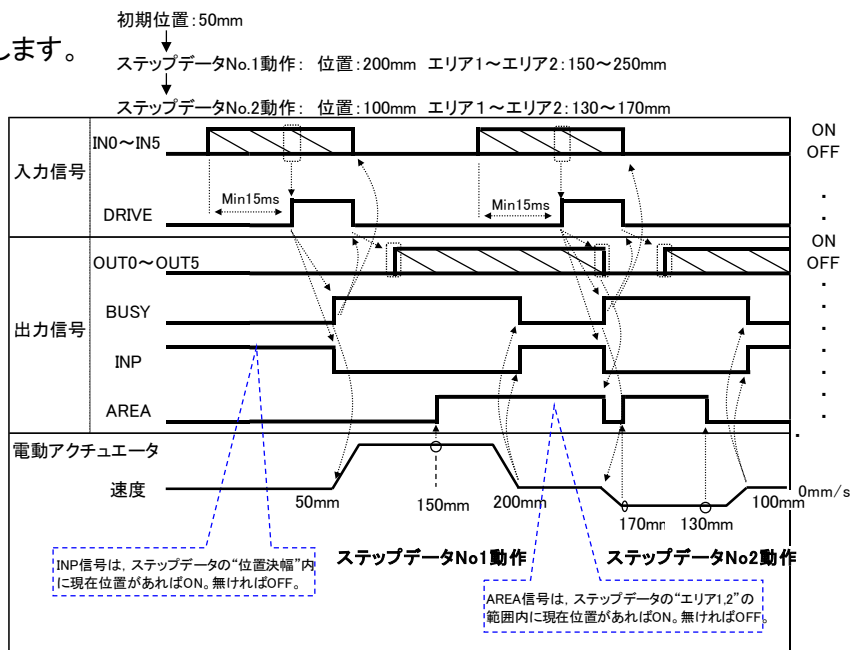 初期位置:50mm
します。
ステップデータNo.1動作: 位置:200mm エリア1～エリア2:150～250mm
ステップデータNo.2動作: 位置:100mm エリア1～エリア2:130～170mm
入力信号
IN0～IN5
ON
OFF
Min15ms
Min15ms
DRIVE
出力信号
OUT0～OUT5
ON
OFF
BUSY
INP
AREA
電動アクチュエータ
速度
50mm
150mm
200mm
170mm
130mm
100mm
0mm/s
ステップデータNo1動作
ステップデータNo2動作
INP信号は，ステップデータの“位置決幅”内
に現在位置があればON。無ければOFF。
AREA信号は，ステップデータの“エリア1,2”の
範囲内に現在位置があればON。無ければOFF。